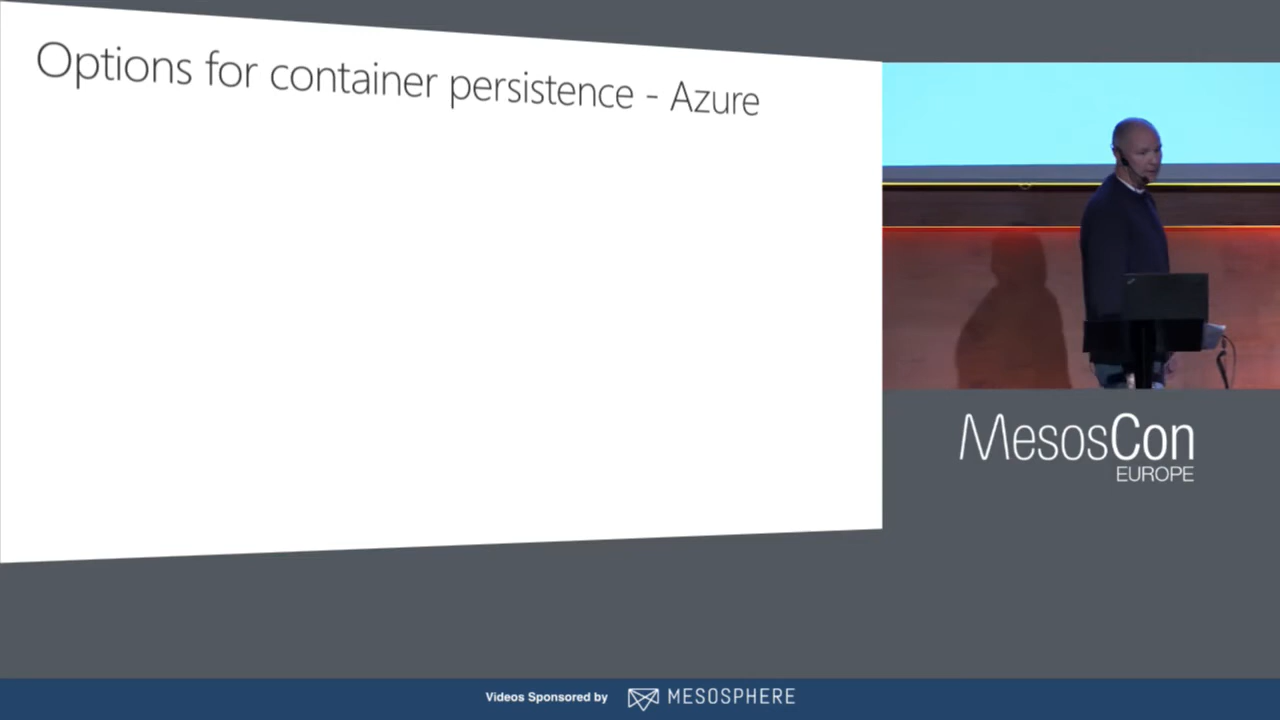 Options for container persistence - Azure
MesosCon
EUROPE
Videos Sponsored by MESOSPHERE